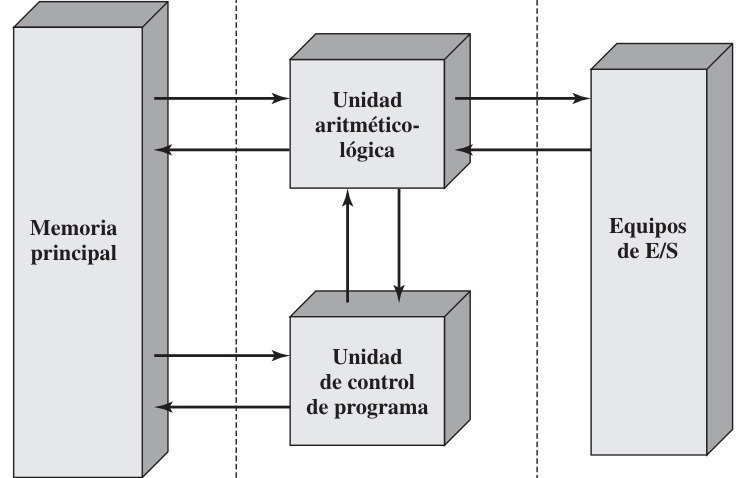 Memoria
principal
Unidad
aritmético-
lógica
Unidad
de control
de programa
Equipos
de E/S